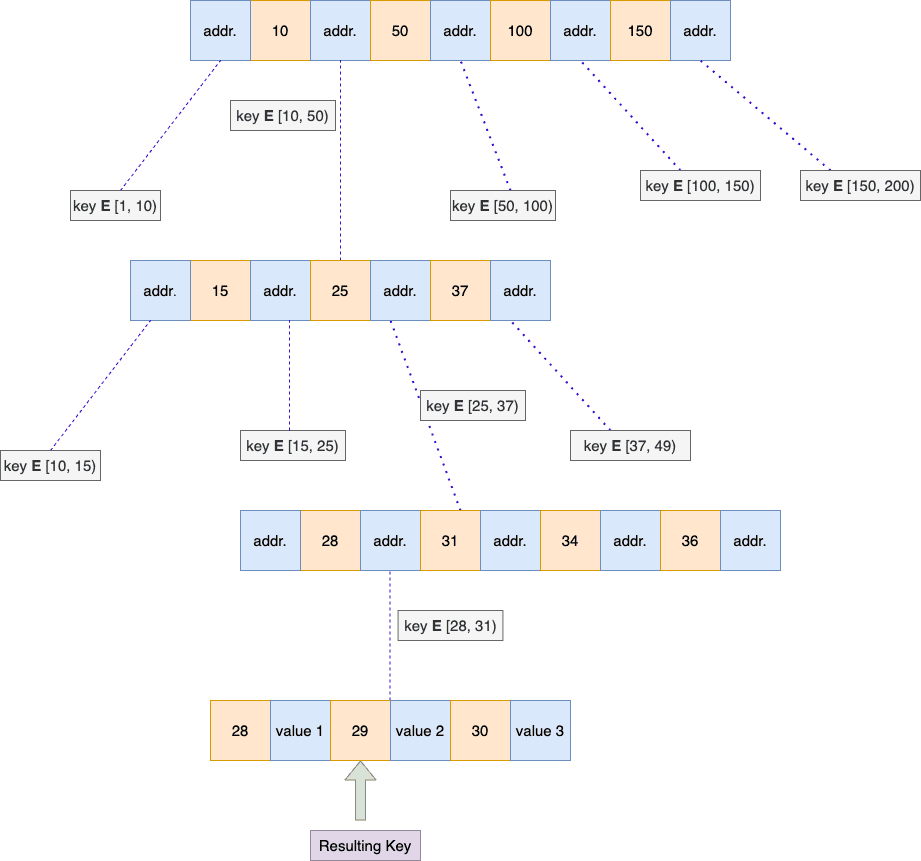 addr. 10 addr. 50 addr. 100 addr. 150 addr.
key E [10, 50)
key E [1, 10)
key E [50, 100)
key E [100, 150)
key E [150, 200)
addr. 15 addr. 25 addr. 37 addr.
key E [25, 37)
key E [10, 15)
key E [15, 25)
key E [37, 49)
addr. 28 addr. 31 addr. 34 addr. 36 addr.
key E [28, 31)
28 value 1 29 value 2 30 value 3
Resulting Key